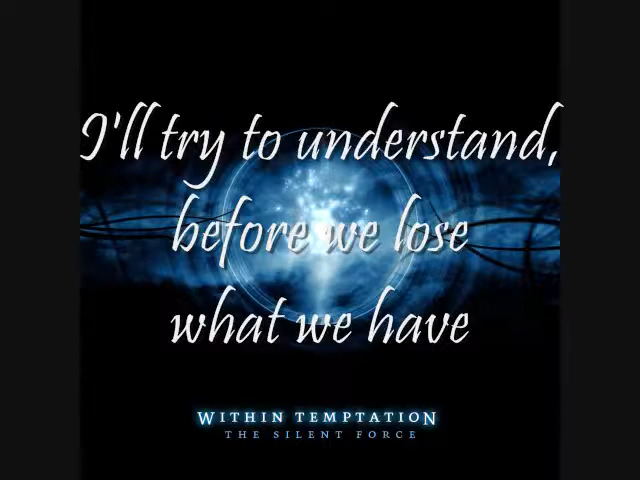 I'll try to understand,
before we lose
what we have
WITHIN TEMPTATION
THE SILENT FORCE